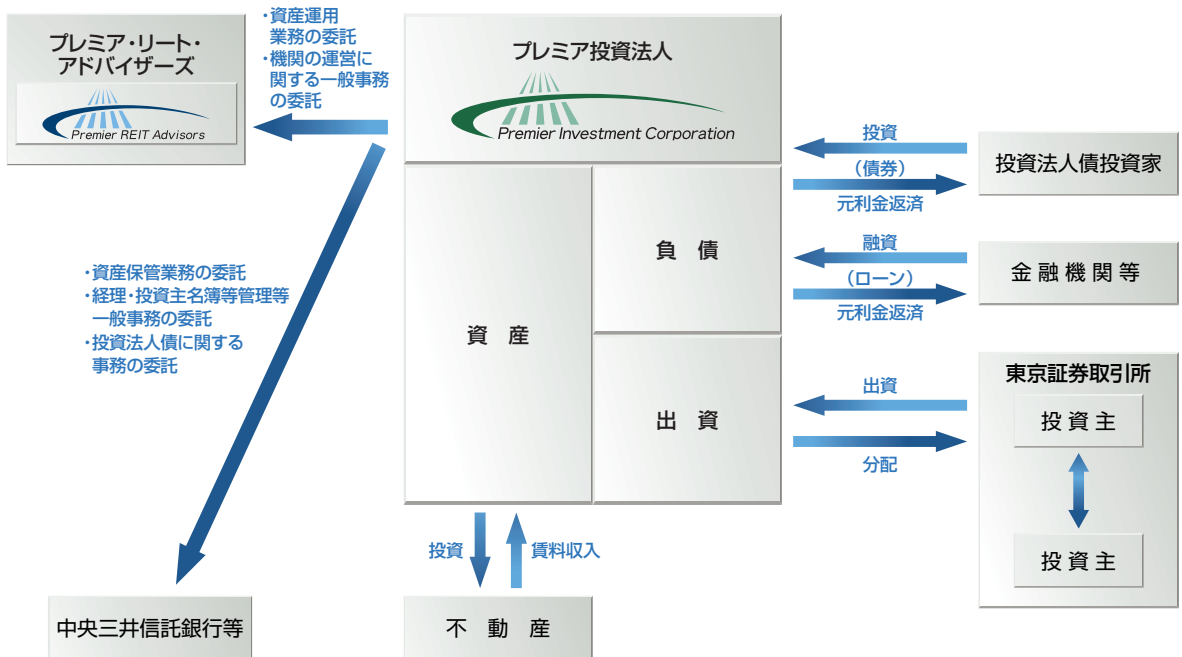 プレミア・リート・
アドバイザーズ
Premier REIT Advisors
・資産運用
業務の委託
・機関の運営に
関する一般事務
の委託
プレミア投資法人
Premier Investment Corporation
投資
（債券）
元利金返済
投資法人債投資家
負 債
融資
（ローン）
元利金返済
金融機関等
・資産保管業務の委託
・経理・投資主名簿等管理等
一般事務の委託
・投資法人債に関する
事務の委託
資 産
出 資
出資
分配
東京証券取引所
投 資 主
投 資 主
投資
賃料収入
中央三井信託銀行等
不 動 産